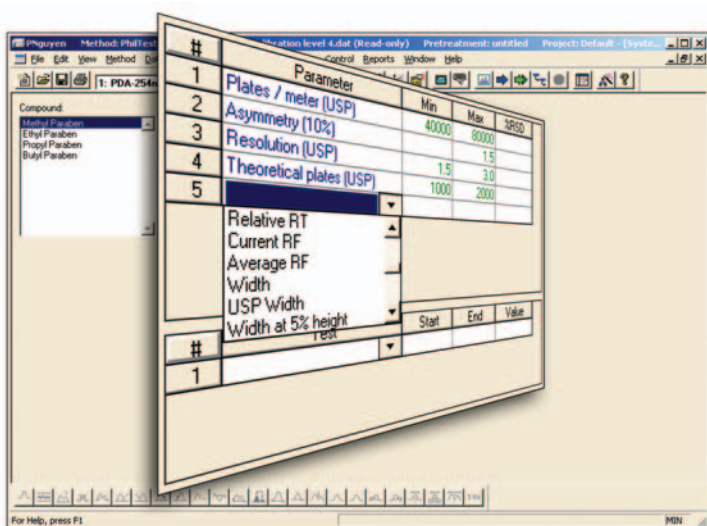 PNguyen Method: PhilTest
bration level 4.dat (Read-only) Pretreatment: untitled Project: Default - [Syste...
File Edit View Method
Control Reports Window Help
1: PDA-254n
Compound:
Methyl Paraben
Ethyl Paraben
Propyl Paraben
Butyl Paraben
# Parameter Min Max %RSD
1 Plates / meter (USP) 40000 80000
2 Asymmetry (10%) 1.5
3 Resolution (USP) 1.5 3.0
4 Theoretical plates (USP) 1000 2000
5
Relative RT
Current RF
Average RF
Width
USP Width
Width at 5% height
# Test Start End Value
1
For Help, press F1
MIN